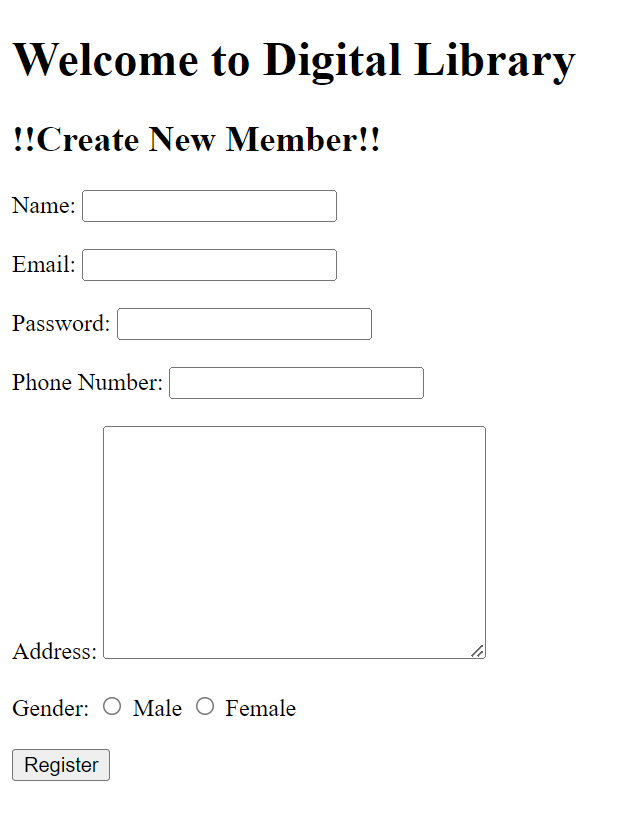 Welcome to Digital Library
!!Create New Member!!
Name:
Email:
Password:
Phone Number:
Address:
Gender: Male Female
Register